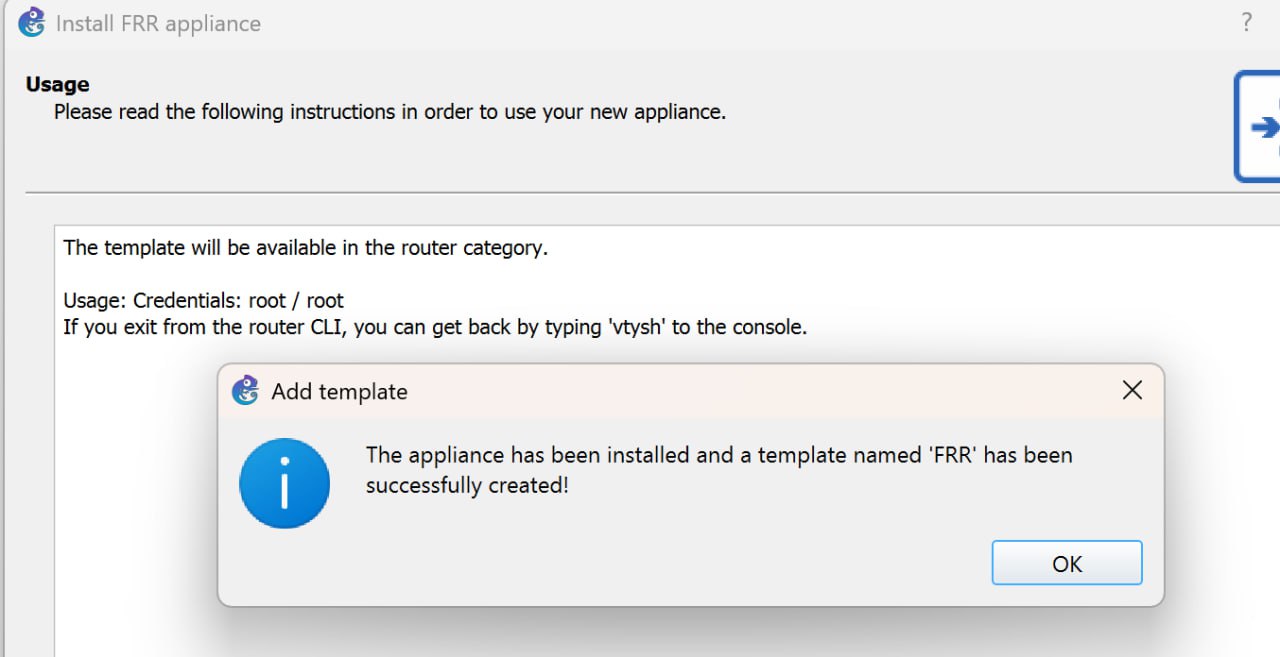 Install FRR appliance
?
Usage
Please read the following instructions in order to use your new appliance.
The template will be available in the router category.
Usage: Credentials: root / root
If you exit from the router CLI, you can get back by typing 'vtysh' to the console.
Add template
The appliance has been installed and a template named 'FRR' has been
successfully created!
OK